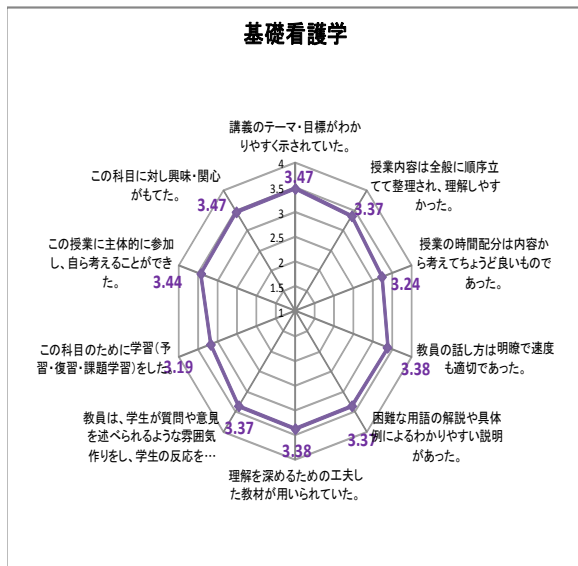 基礎看護学
講義のテーマ・目標がわか
りやすく示されていた。
3.47
授業内容は全般に順序立
てて整理され、理解しやす
かった。
3.37
授業の時間配分は内容か
ら考えてちょうど良いもので
あった。
3.24
教員の話し方は明瞭で速度
も適切であった。
3.38
困難な用語の解説や具体
例によるわかりやすい説明
があった。
3.37
理解を深めるための工夫し
た教材が用いられていた。
3.38
教員は、学生が質問や意見
を述べられるような雰囲気
作りをし、学生の反応を…
3.37
この科目のために学習(予
習・復習・課題学習)をした。
3.19
この授業に主体的に参加
し、自ら考えることができ
た。
3.44
この科目に対し興味・関心
がもてた。
3.47
4
3.5
3
2.5
2
1.5
1